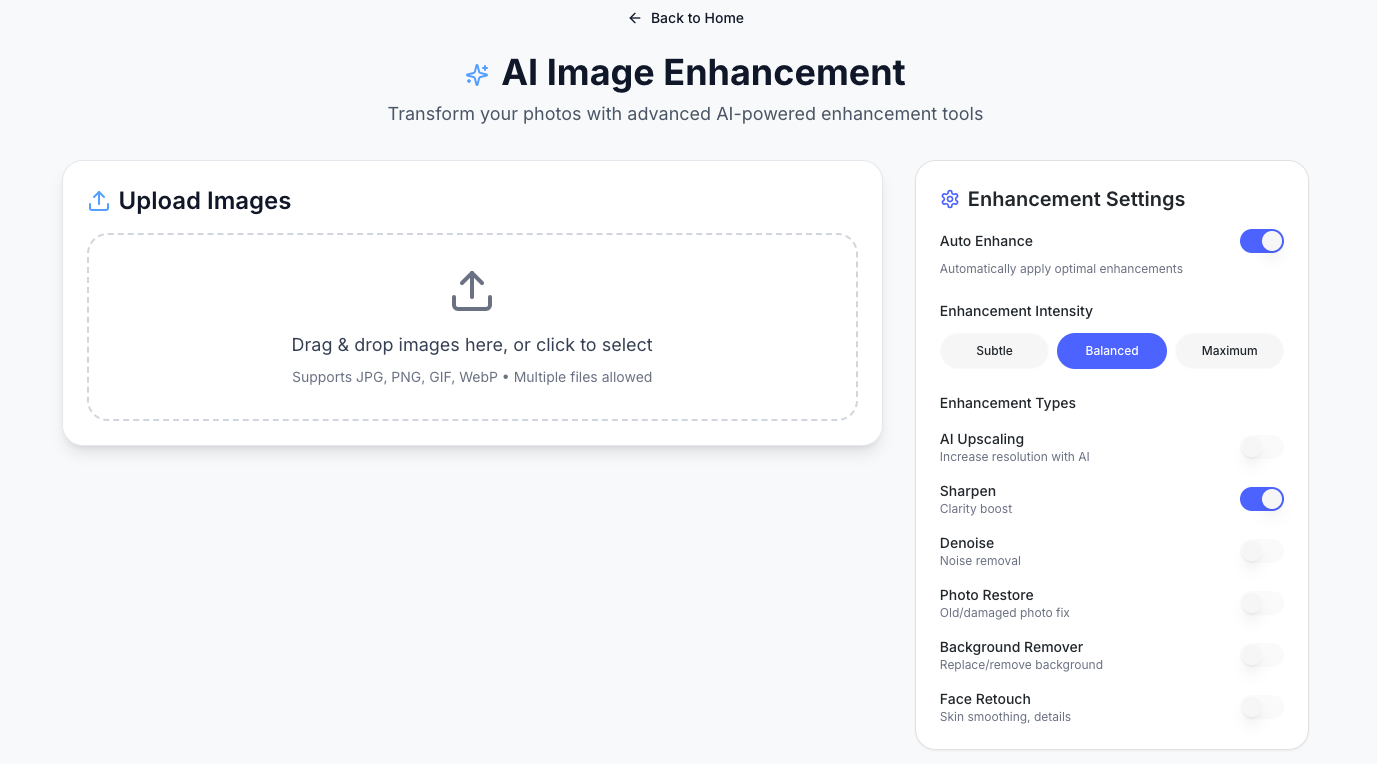 Back to Home
AI Image Enhancement
Transform your photos with advanced AI-powered enhancement tools
Upload Images
Drag & drop images here, or click to select
Supports JPG, PNG, GIF, WebP • Multiple files allowed
Enhancement Settings
Auto Enhance
Automatically apply optimal enhancements
Enhancement Intensity
Subtle Balanced Maximum
Enhancement Types
AI Upscaling
Increase resolution with AI
Sharpen
Clarity boost
Denoise
Noise removal
Photo Restore
Old/damaged photo fix
Background Remover
Replace/remove background
Face Retouch
Skin smoothing, details